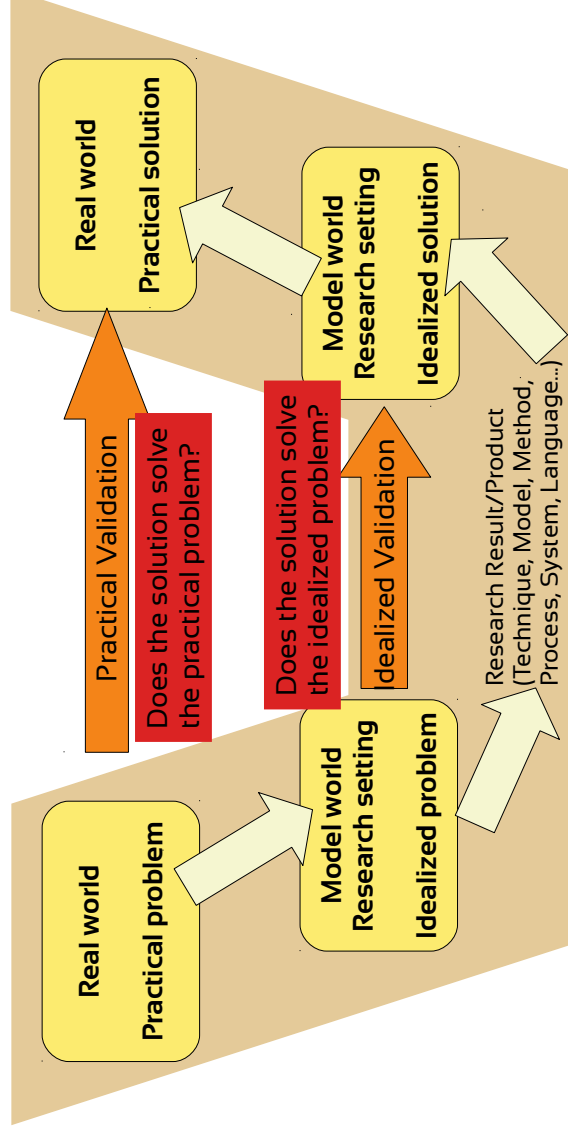 Real world
Practical problem
Practical Validation
Does the solution solve
the practical problem?
Real world
Practical solution
Model world
Research setting
Idealized problem
Does the solution solve
the idealized problem?
Idealized Validation
Model world
Research setting
Idealized solution
Research Result/Product
(Technique, Model, Method,
Process, System, Language...)